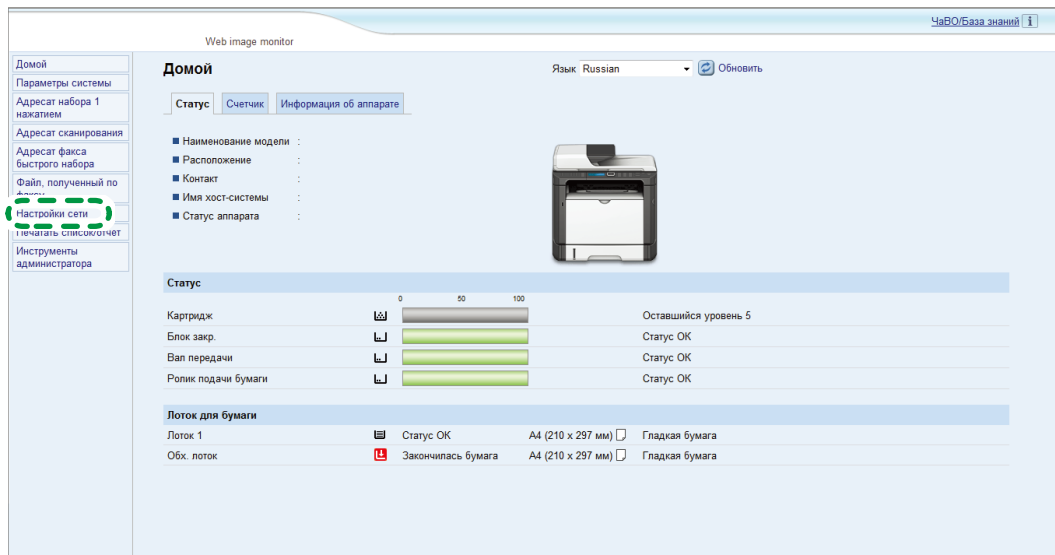 ЧаВО/База знаний
Web image monitor
Домой
Параметры системы
Адресат набора 1
нажатием
Адресат сканирования
Адресат факса
быстрого набора
Файл, полученный по
факсу
Настройки сети
Печатать список/отчет
Инструменты
администратора
Домой
Язык Russian Обновить
Статус Счетчик Информация об аппарате
Наименование модели :
Расположение :
Контакт :
Имя хост-системы :
Статус аппарата :
Статус
0 50 100
Картридж Оставшийся уровень 5
Блок закр. Статус OK
Вал передачи Статус OK
Ролик подачи бумаги Статус OK
Лоток для бумаги
Лоток 1 Статус OK A4 (210 x 297 мм) Гладкая бумага
Обх. лоток Закончилась бумага A4 (210 x 297 мм) Гладкая бумага